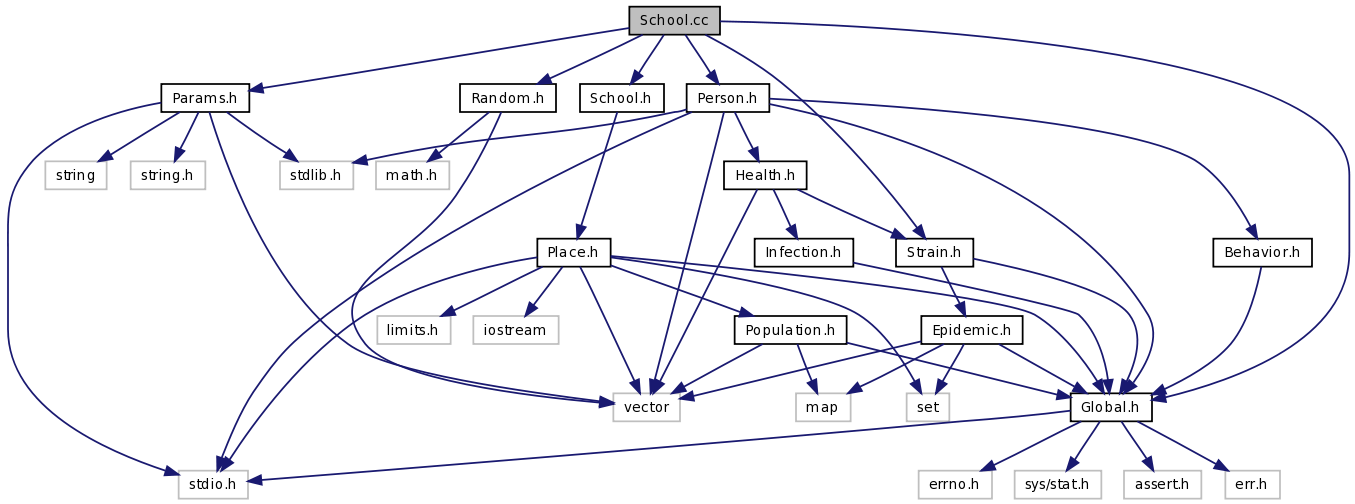 School.cc
Params.h
Random.h
School.h
Person.h
string
string.h
stdlib.h
math.h
Health.h
Place.h
Infection.h
Strain.h
Behavior.h
limits.h
iostream
Population.h
Epidemic.h
vector
map
set
Global.h
stdio.h
errno.h
sys/stat.h
assert.h
err.h